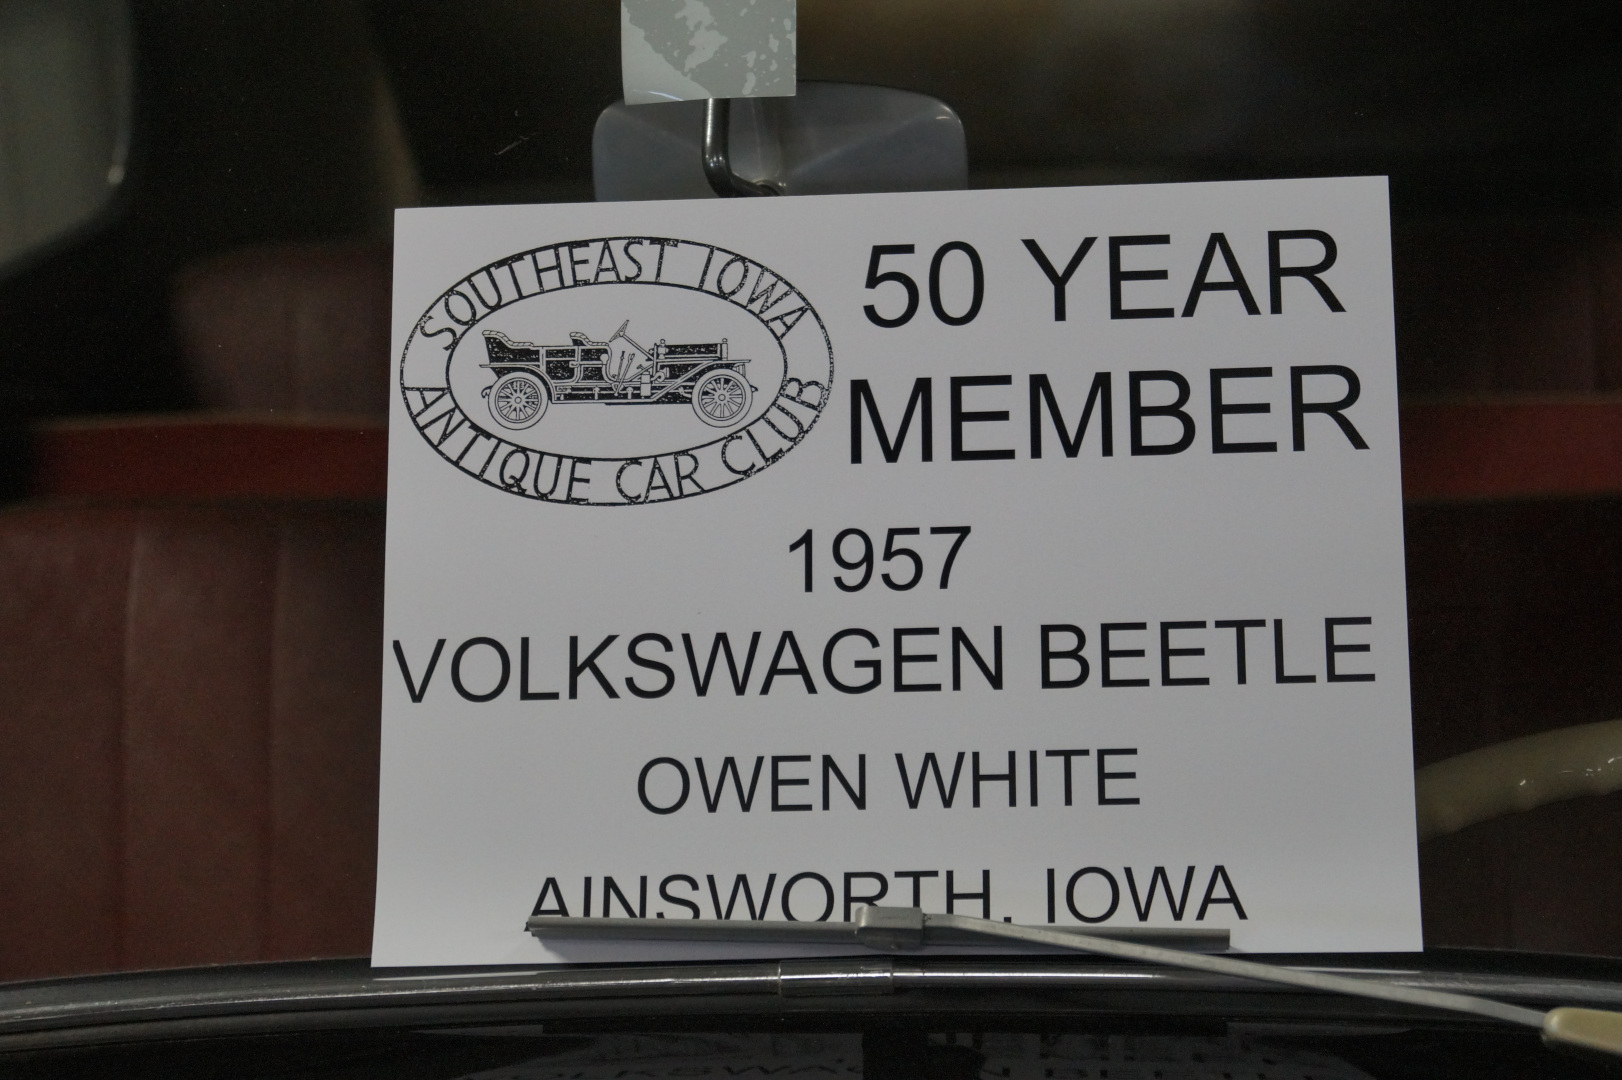 SOUTHEAST IOWA
ANTIQUE CAR CLUB
50 YEAR
MEMBER
1957
VOLKSWAGEN BEETLE
OWEN WHITE
AINSWORTH, IOWA